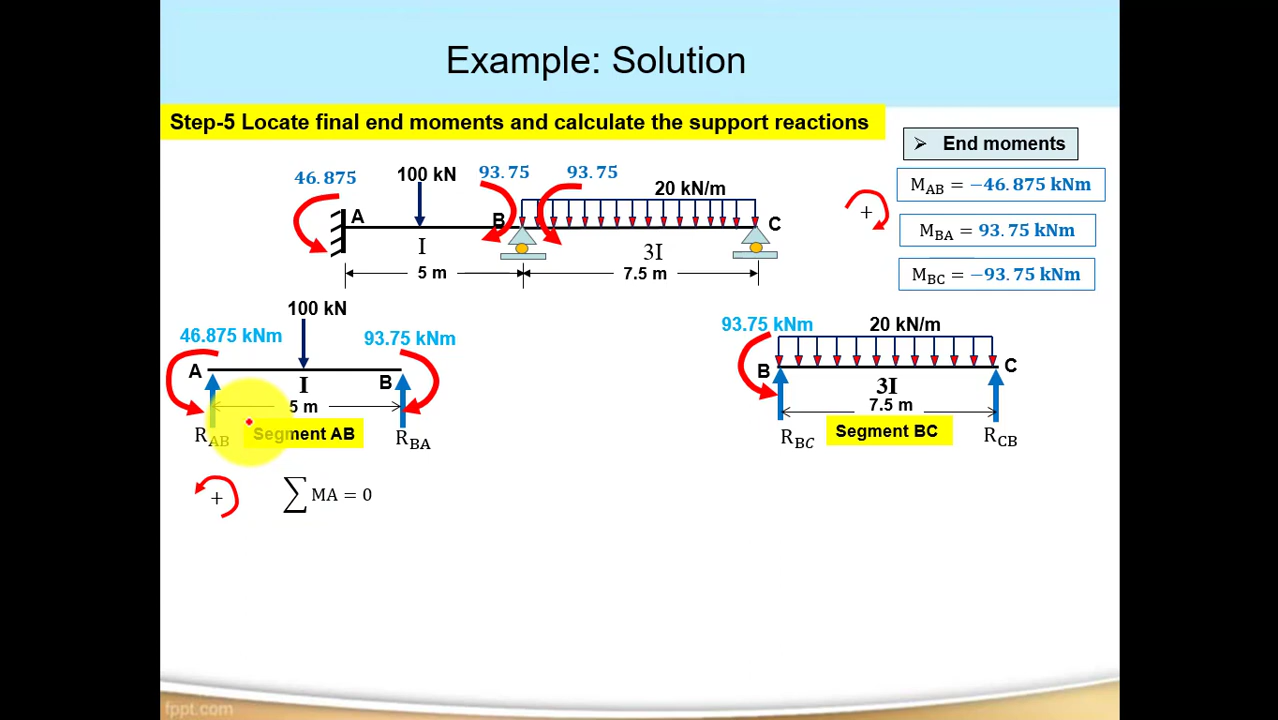 Example: Solution
Step-5 Locate final end moments and calculate the support reactions
➢ End moments
M_AB = −46.875 kNm
M_BA = 93.75 kNm
M_BC = −93.75 kNm
+
46.875
100 kN
93.75
93.75
20 kN/m
A
B
C
I
3I
5 m
7.5 m
100 kN
46.875 kNm
93.75 kNm
A
B
I
5 m
R_AB
Segment AB
R_BA
93.75 kNm
20 kN/m
B
C
3I
7.5 m
R_BC
Segment BC
R_CB
+
∑ MA = 0
fppt.com